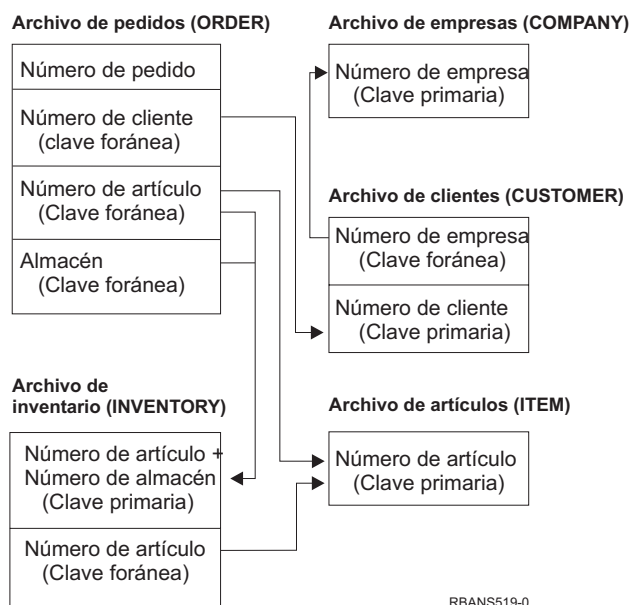 Archivo de pedidos (ORDER)
Número de pedido
Número de cliente
(clave foránea)
Número de artículo
(Clave foránea)
Almacén
(Clave foránea)
Archivo de empresas (COMPANY)
Número de empresa
(Clave primaria)
Archivo de clientes (CUSTOMER)
Número de empresa
(Clave foránea)
Número de cliente
(Clave primaria)
Archivo de
inventario (INVENTORY)
Número de artículo +
Número de almacén
(Clave primaria)
Número de artículo
(Clave foránea)
Archivo de artículos (ITEM)
Número de artículo
(Clave primaria)
RBANS519-0